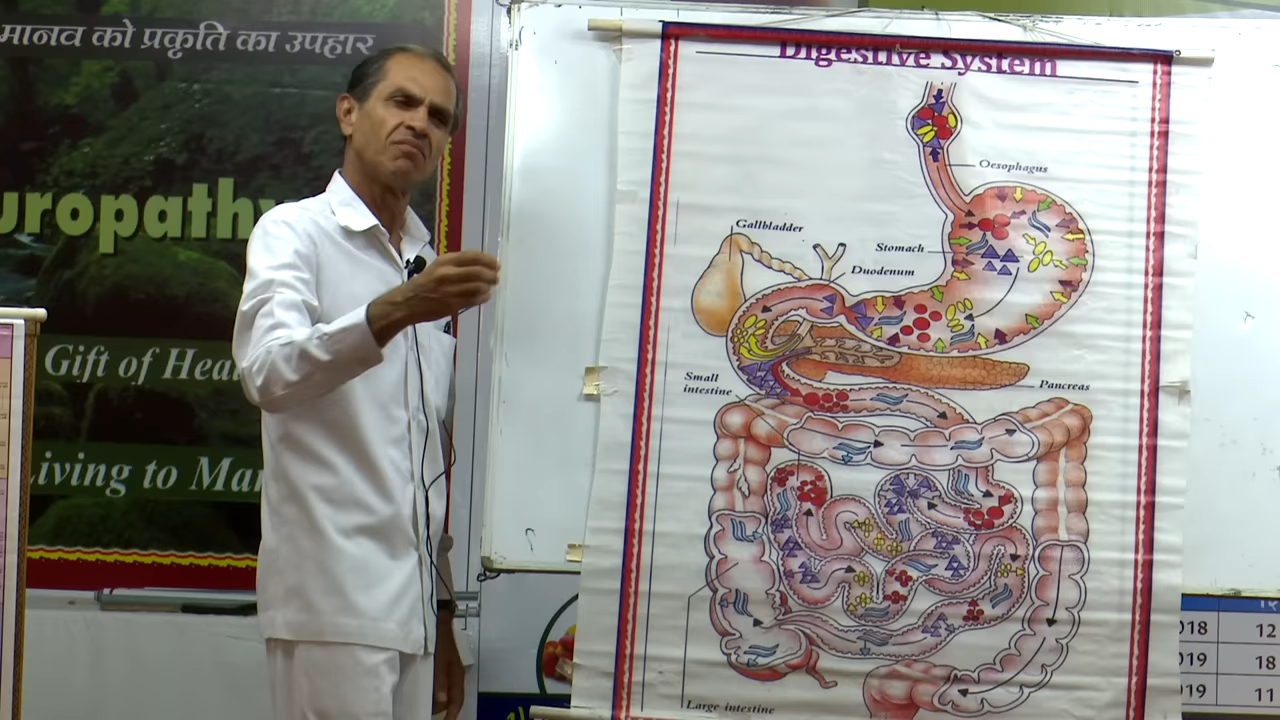 मानव को प्रकृति का उपहार
uropathy
Gift of Heal
Living to Man
Digestive System
Oesophagus
Gallbladder
Stomach
Duodenum
Small
intestine
Pancreas
Large intestine
018 12
019 18
019 11